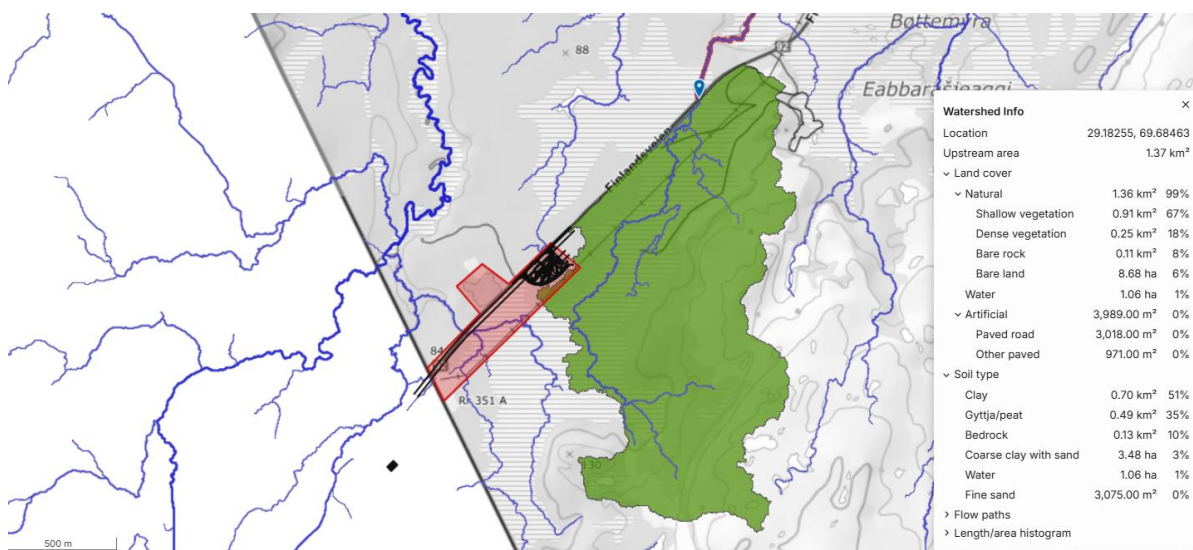 Bøttemyra
88
92
Eabbarašjeaggi
Finlandsveien
84
Rr 351 A
130
500 m
Watershed Info ×
Location 29.18255, 69.68463
Upstream area 1.37 km²
Land cover
Natural 1.36 km² 99%
Shallow vegetation 0.91 km² 67%
Dense vegetation 0.25 km² 18%
Bare rock 0.11 km² 8%
Bare land 8.68 ha 6%
Water 1.06 ha 1%
Artificial 3,989.00 m² 0%
Paved road 3,018.00 m² 0%
Other paved 971.00 m² 0%
Soil type
Clay 0.70 km² 51%
Gyttja/peat 0.49 km² 35%
Bedrock 0.13 km² 10%
Coarse clay with sand 3.48 ha 3%
Water 1.06 ha 1%
Fine sand 3,075.00 m² 0%
Flow paths
Length/area histogram